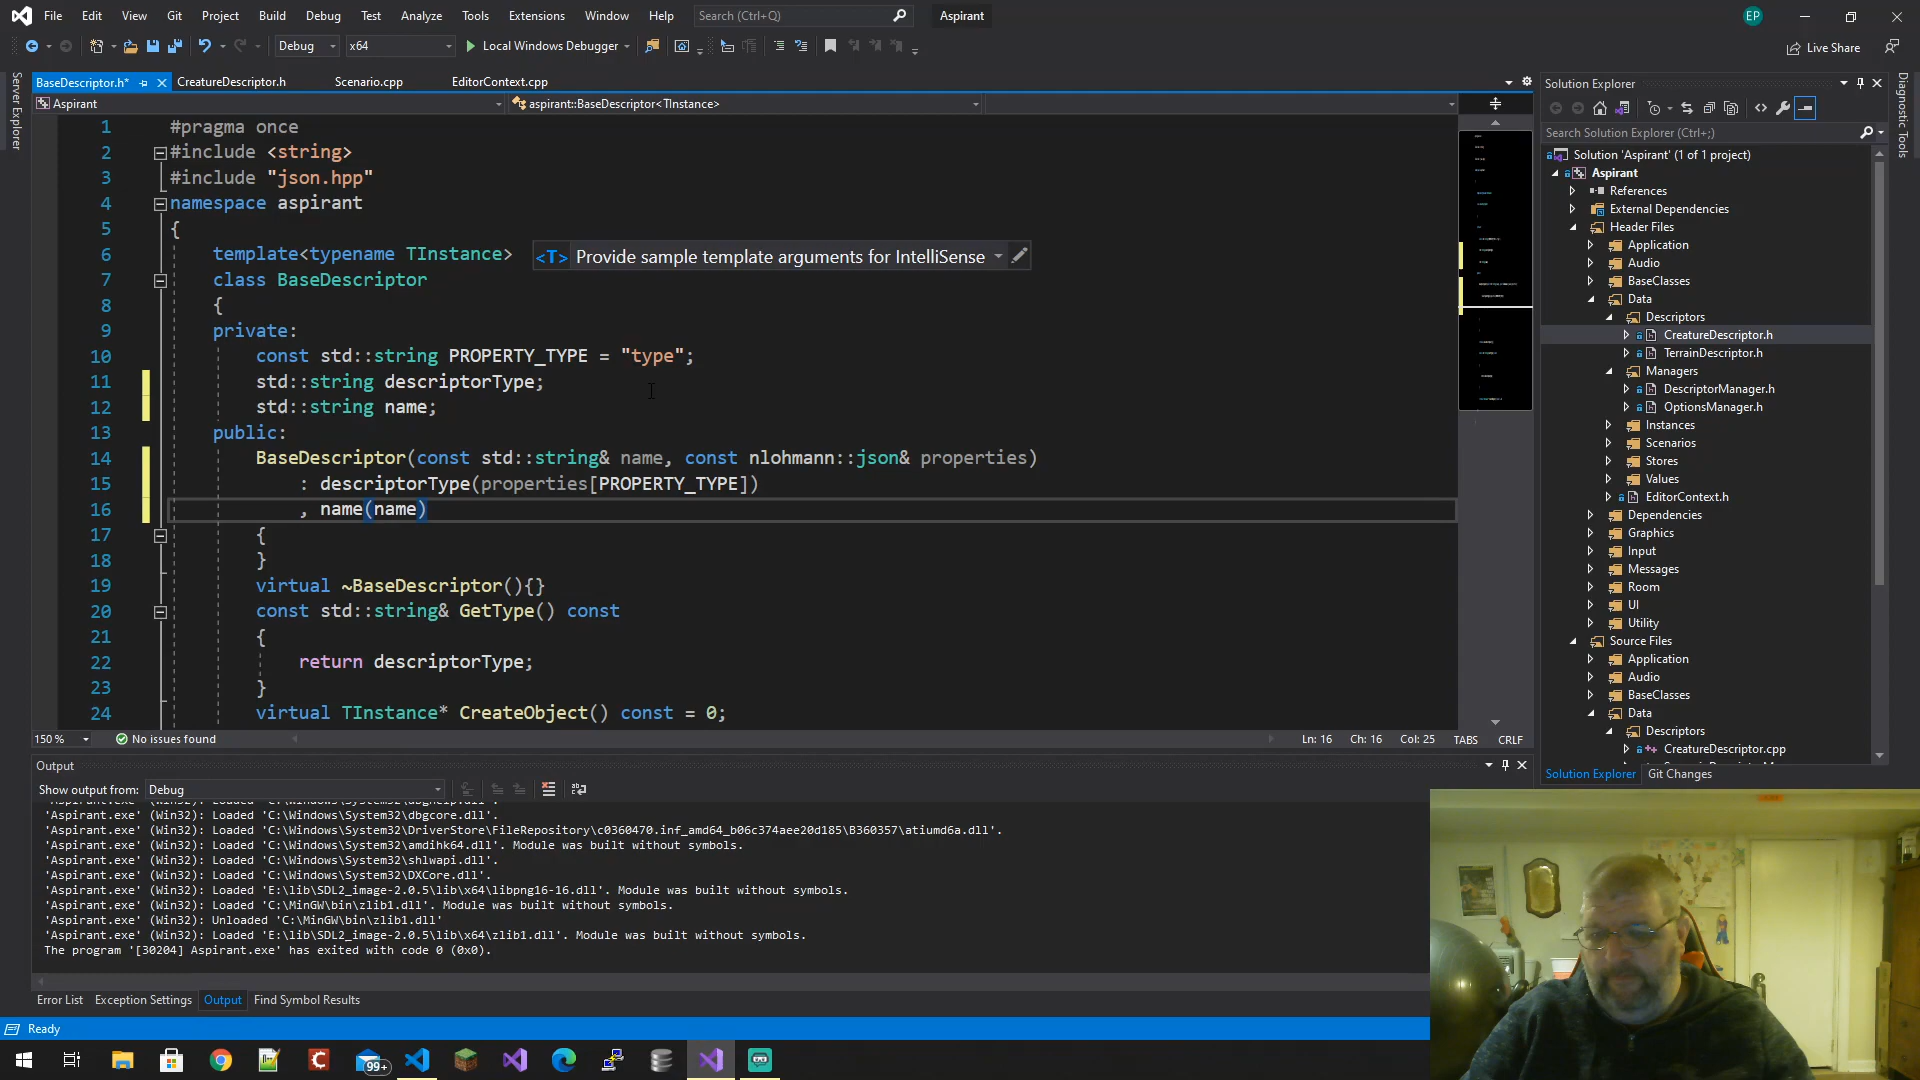 File Edit View Git Project Build Debug Test Analyze Tools Extensions Window Help Search (Ctrl+Q) Aspirant EP
Debug x64 Local Windows Debugger Live Share
Server Explorer
Diagnostic Tools
BaseDescriptor.h* CreatureDescriptor.h Scenario.cpp EditorContext.cpp
Aspirant aspirant::BaseDescriptor<TInstance>
1 #pragma once
2 #include <string>
3 #include "json.hpp"
4 namespace aspirant
5 {
6 template<typename TInstance> <T> Provide sample template arguments for IntelliSense
7 class BaseDescriptor
8 {
9 private:
10 const std::string PROPERTY_TYPE = "type";
11 std::string descriptorType;
12 std::string name;
13 public:
14 BaseDescriptor(const std::string& name, const nlohmann::json& properties)
15 : descriptorType(properties[PROPERTY_TYPE])
16 , name(name)
17 {
18 }
19 virtual ~BaseDescriptor(){}
20 const std::string& GetType() const
21 {
22 return descriptorType;
23 }
24 virtual TInstance* CreateObject() const = 0;
150 % No issues found Ln: 16 Ch: 16 Col: 25 TABS CRLF
Output
Show output from: Debug
'Aspirant.exe' (Win32): Loaded 'C:\Windows\System32\dbghelp.dll'.
'Aspirant.exe' (Win32): Loaded 'C:\Windows\System32\dbgcore.dll'.
'Aspirant.exe' (Win32): Loaded 'C:\Windows\System32\DriverStore\FileRepository\c0360470.inf_amd64_b06c374aee20d185\B360357\atiumd6a.dll'.
'Aspirant.exe' (Win32): Loaded 'C:\Windows\System32\amdihk64.dll'. Module was built without symbols.
'Aspirant.exe' (Win32): Loaded 'C:\Windows\System32\shlwapi.dll'.
'Aspirant.exe' (Win32): Loaded 'C:\Windows\System32\DXCore.dll'.
'Aspirant.exe' (Win32): Loaded 'E:\lib\SDL2_image-2.0.5\lib\x64\libpng16-16.dll'. Module was built without symbols.
'Aspirant.exe' (Win32): Loaded 'C:\MinGW\bin\zlib1.dll'. Module was built without symbols.
'Aspirant.exe' (Win32): Unloaded 'C:\MinGW\bin\zlib1.dll'
'Aspirant.exe' (Win32): Loaded 'E:\lib\SDL2_image-2.0.5\lib\x64\zlib1.dll'. Module was built without symbols.
The program '[30204] Aspirant.exe' has exited with code 0 (0x0).
Error List Exception Settings Output Find Symbol Results
Ready
99+
Solution Explorer
Search Solution Explorer (Ctrl+;)
Solution 'Aspirant' (1 of 1 project)
Aspirant
References
External Dependencies
Header Files
Application
Audio
BaseClasses
Data
Descriptors
CreatureDescriptor.h
TerrainDescriptor.h
Managers
DescriptorManager.h
OptionsManager.h
Instances
Scenarios
Stores
Values
EditorContext.h
Dependencies
Graphics
Input
Messages
Room
UI
Utility
Source Files
Application
Audio
BaseClasses
Data
Descriptors
CreatureDescriptor.cpp
Solution Explorer Git Changes